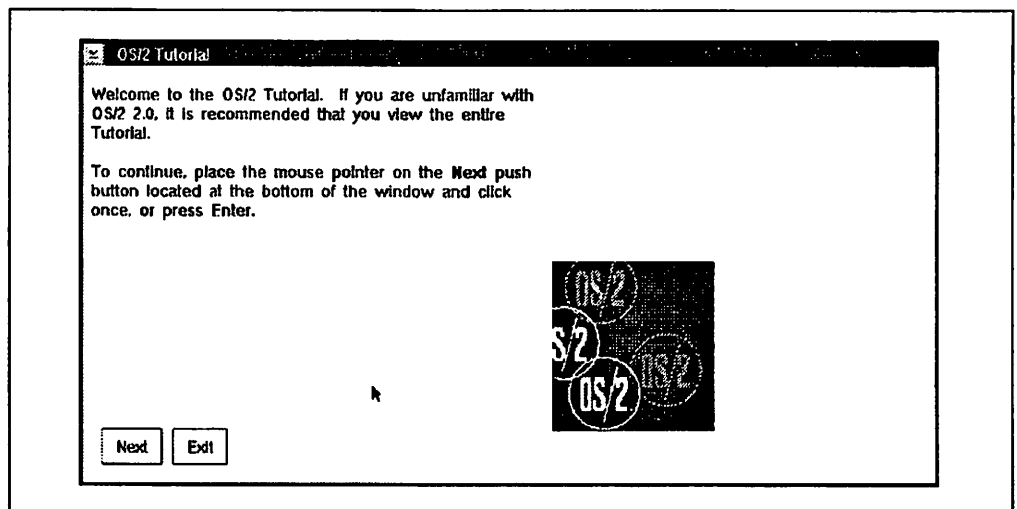 OS/2 Tutorial
Welcome to the OS/2 Tutorial. If you are unfamiliar with
OS/2 2.0, it is recommended that you view the entire
Tutorial.
To continue, place the mouse pointer on the Next push
button located at the bottom of the window and click
once, or press Enter.
OS/2
S/2
OS/2
OS/2
Next Exit